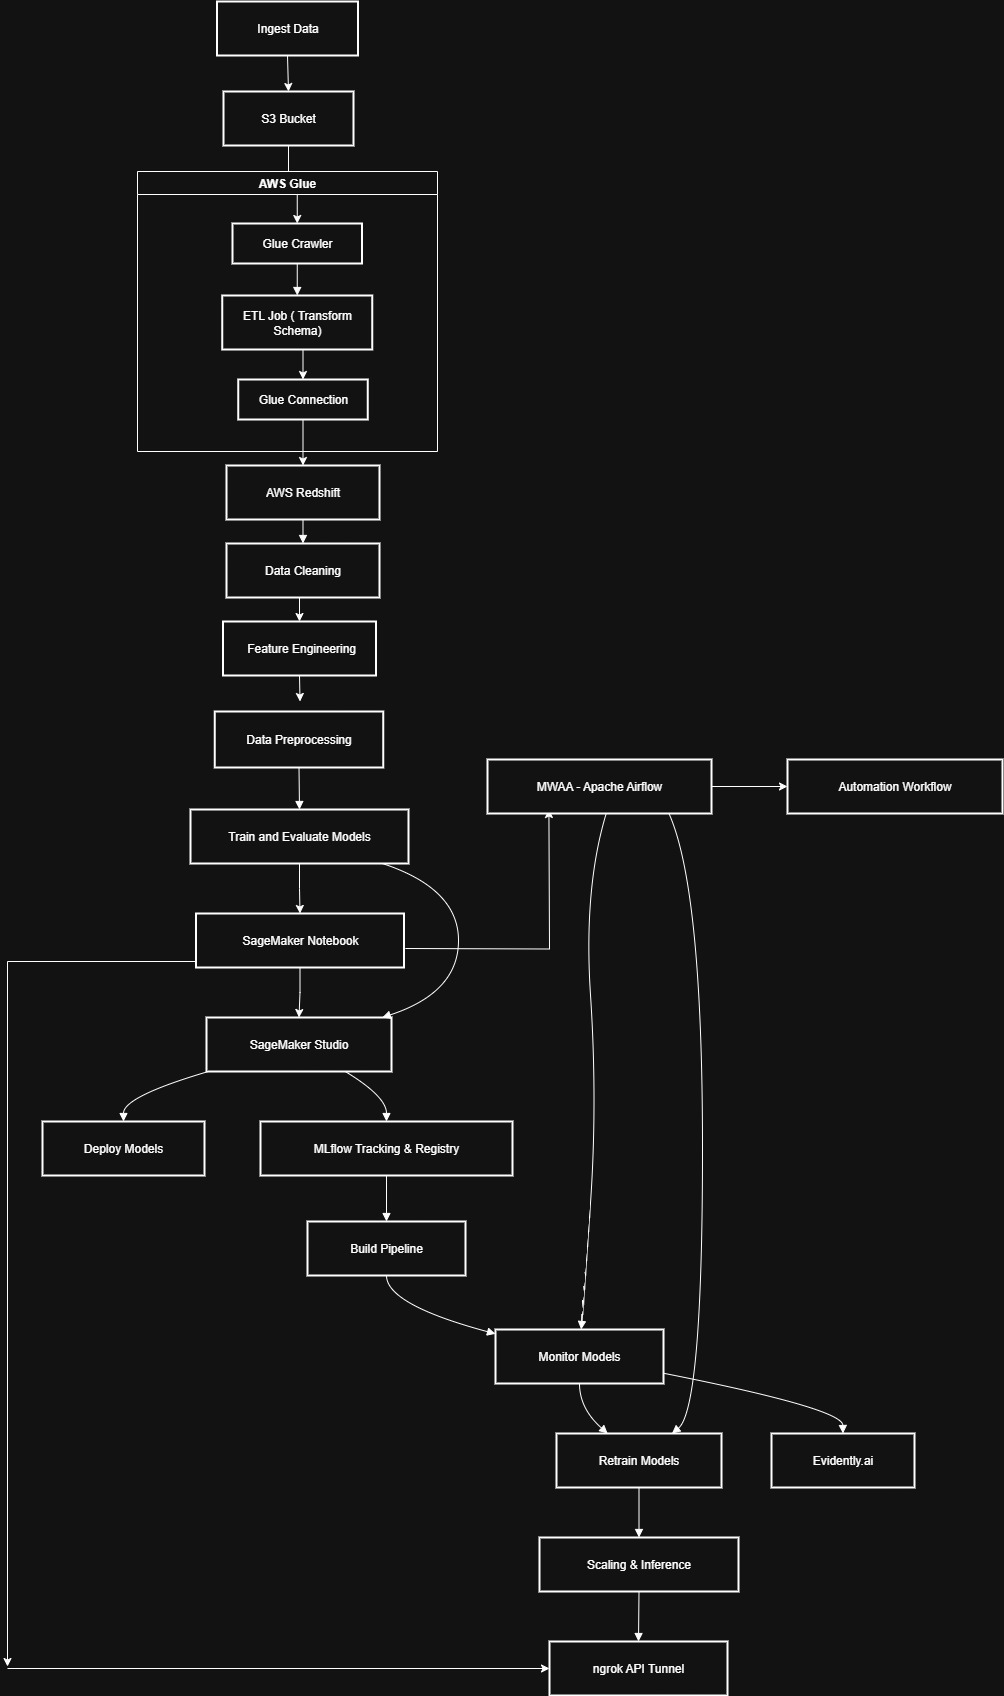 Ingest Data
S3 Bucket
AWS Glue
Glue Crawler
ETL Job ( Transform
Schema)
Glue Connection
AWS Redshift
Data Cleaning
Feature Engineering
Data Preprocessing
MWAA - Apache Airflow
Automation Workflow
Train and Evaluate Models
SageMaker Notebook
SageMaker Studio
Deploy Models
MLflow Tracking & Registry
Build Pipeline
Monitor Models
Retrain Models
Evidently.ai
Scaling & Inference
ngrok API Tunnel